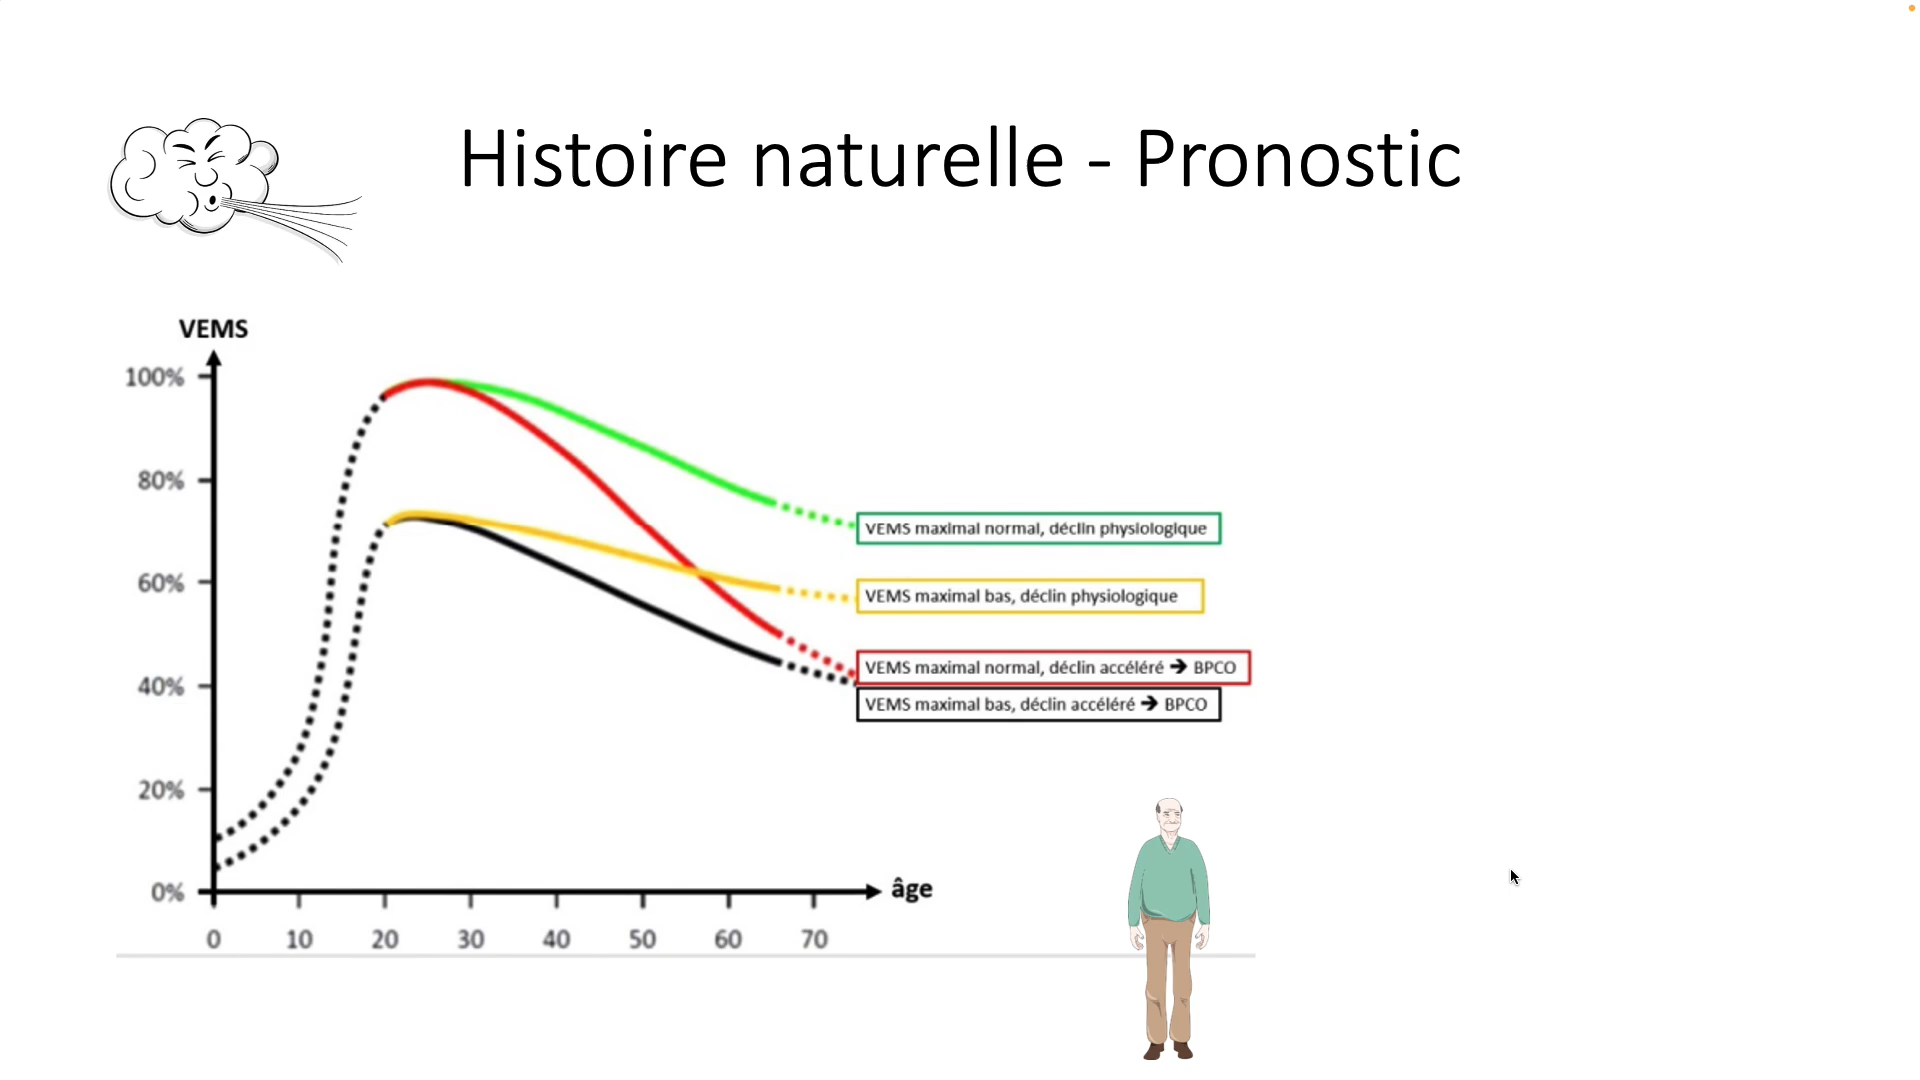 Histoire naturelle - Pronostic
VEMS
100%
80%
60%
40%
20%
0%
VEMS maximal normal, déclin physiologique
VEMS maximal bas, déclin physiologique
VEMS maximal normal, déclin accéléré ➔ BPCO
VEMS maximal bas, déclin accéléré ➔ BPCO
âge
0 10 20 30 40 50 60 70